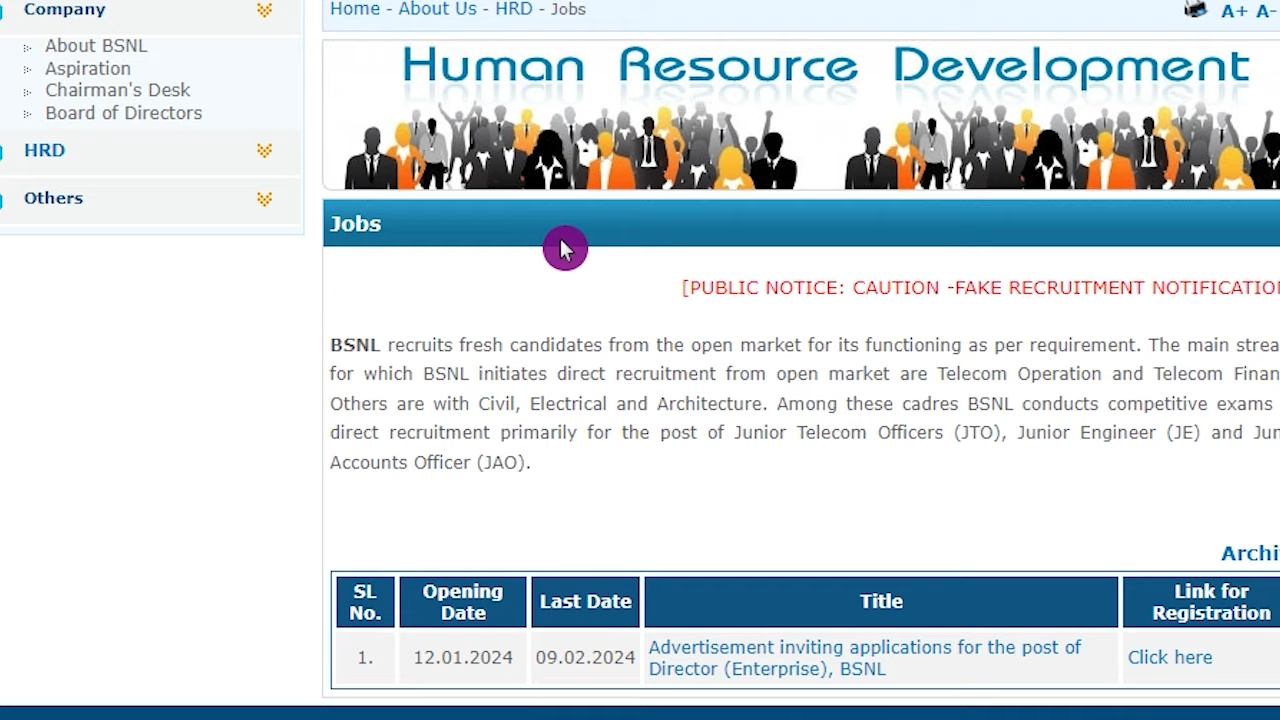 Company
About BSNL
Aspiration
Chairman's Desk
Board of Directors
HRD
Others
Home - About Us - HRD - Jobs
A+ A-
Human Resource Development
Jobs
[PUBLIC NOTICE: CAUTION -FAKE RECRUITMENT
BSNL recruits fresh candidates from the open market for its functioning as per requirement. The main
for which BSNL initiates direct recruitment from open market are Telecom Operation and Telecom
Others are with Civil, Electrical and Architecture. Among these cadres BSNL conducts competitive exams
direct recruitment primarily for the post of Junior Telecom Officers (JTO), Junior Engineer (JE) and
Accounts Officer (JAO).
SL No.
Opening Date
Last Date
Title
Link for Registration
1.
12.01.2024
09.02.2024
Advertisement inviting applications for the post of
Director (Enterprise), BSNL
Click here